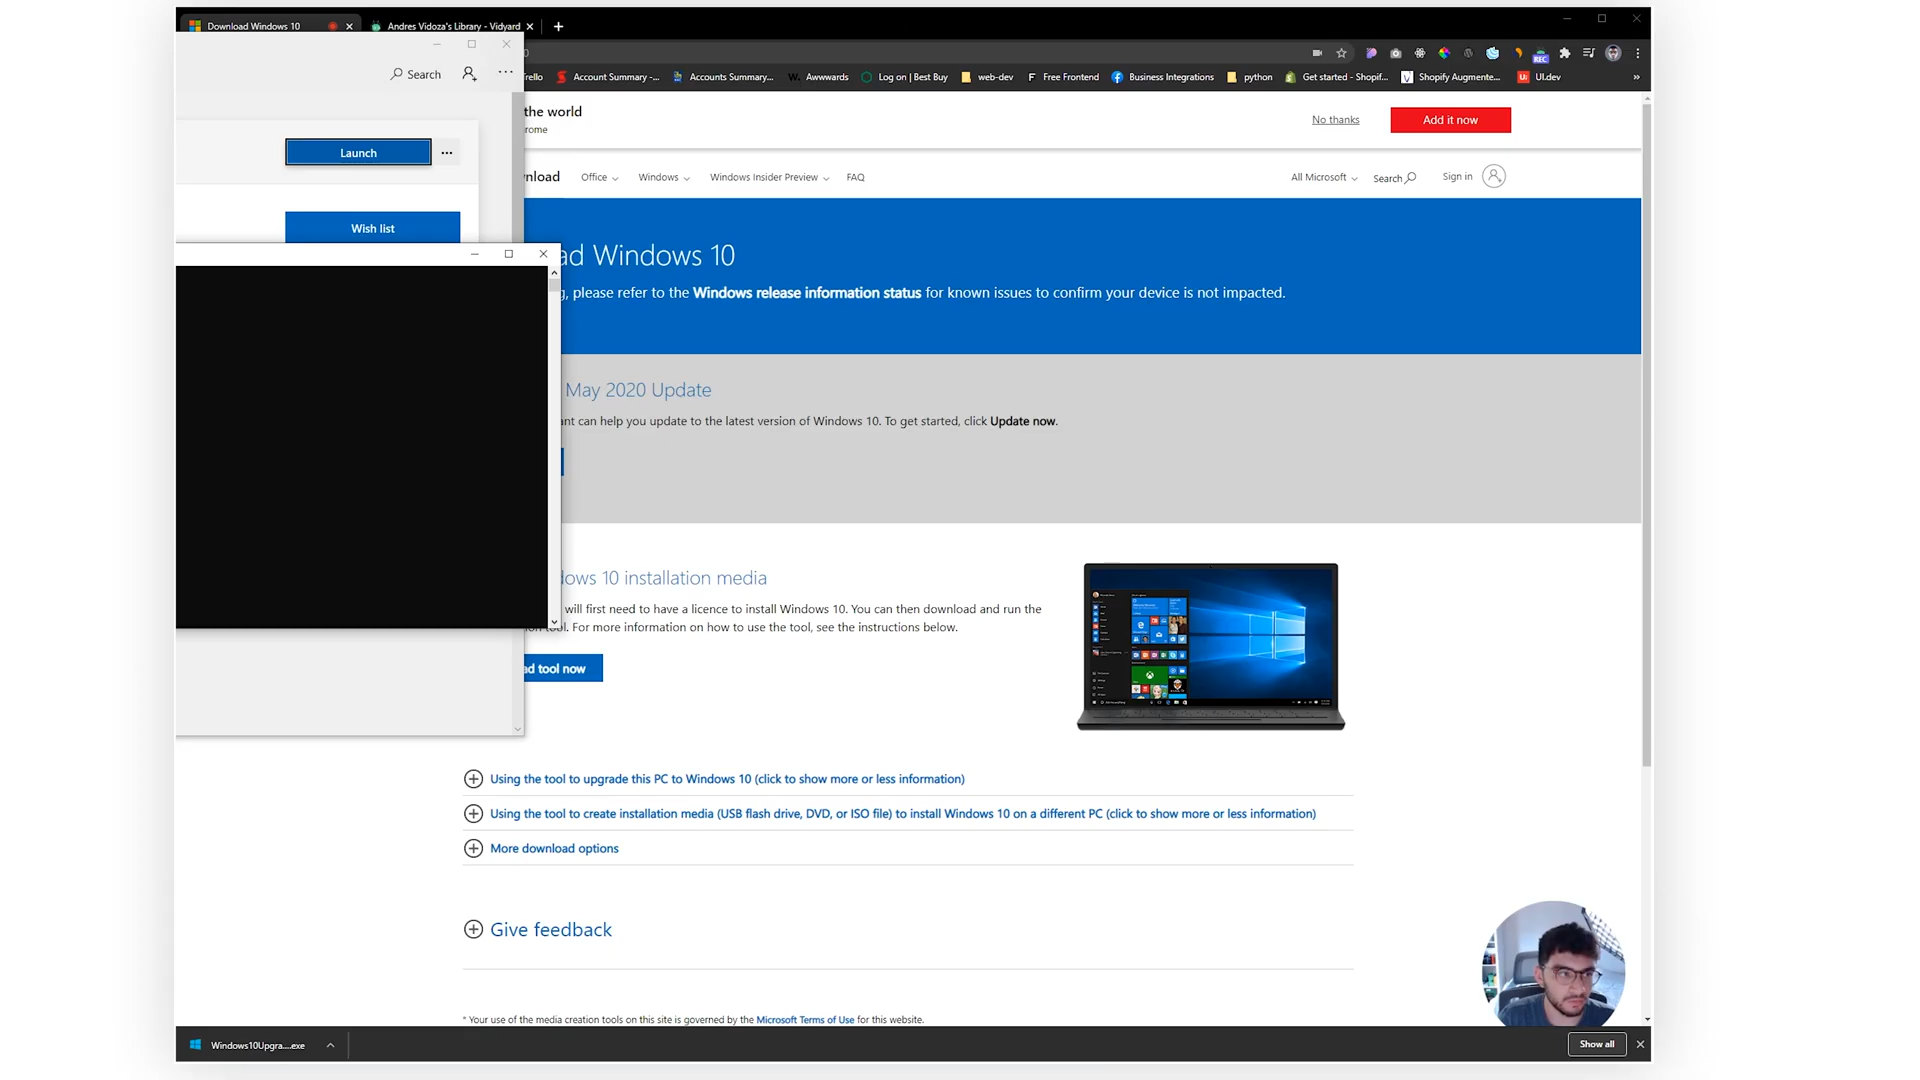 Download Windows 10
Andres Vidoza's Library - Vidyard
Search
Launch
Wish list
0
rello
Account Summary -...
Accounts Summary...
Awwwards
Log on | Best Buy
web-dev
Free Frontend
Business Integrations
python
Get started - Shopif...
Shopify Augmente...
UI.dev
REC
the world
rome
No thanks
Add it now
nload
Office
Windows
Windows Insider Preview
FAQ
All Microsoft
Search
Sign in
ad Windows 10
g, please refer to the Windows release information status for known issues to confirm your device is not impacted.
May 2020 Update
nt can help you update to the latest version of Windows 10. To get started, click Update now.
dows 10 installation media
will first need to have a licence to install Windows 10. You can then download and run the
on tool. For more information on how to use the tool, see the instructions below.
ad tool now
Using the tool to upgrade this PC to Windows 10 (click to show more or less information)
Using the tool to create installation media (USB flash drive, DVD, or ISO file) to install Windows 10 on a different PC (click to show more or less information)
More download options
Give feedback
* Your use of the media creation tools on this site is governed by the Microsoft Terms of Use for this website.
Windows10Upgra....exe
Show all